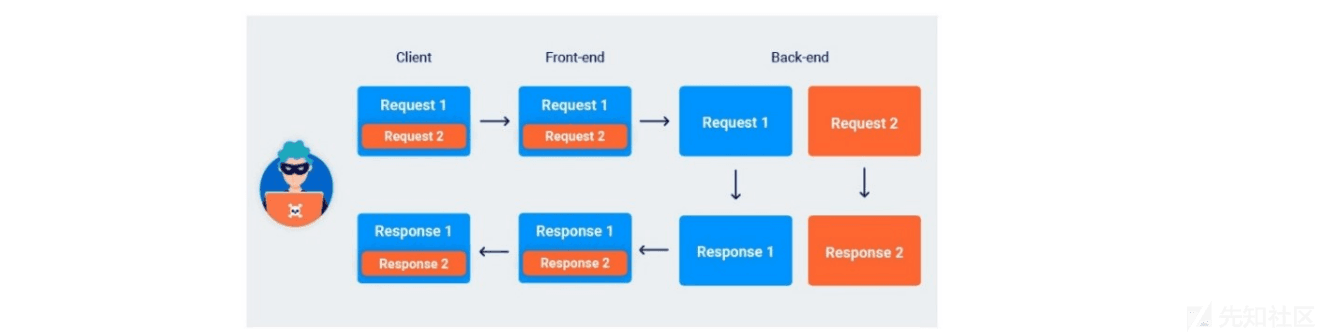 Client Front-end Back-end
Request 1 Request 1
Request 2 Request 2
Request 1 Request 2
Response 1 Response 1
Response 2 Response 2
Response 1 Response 2
先知社区